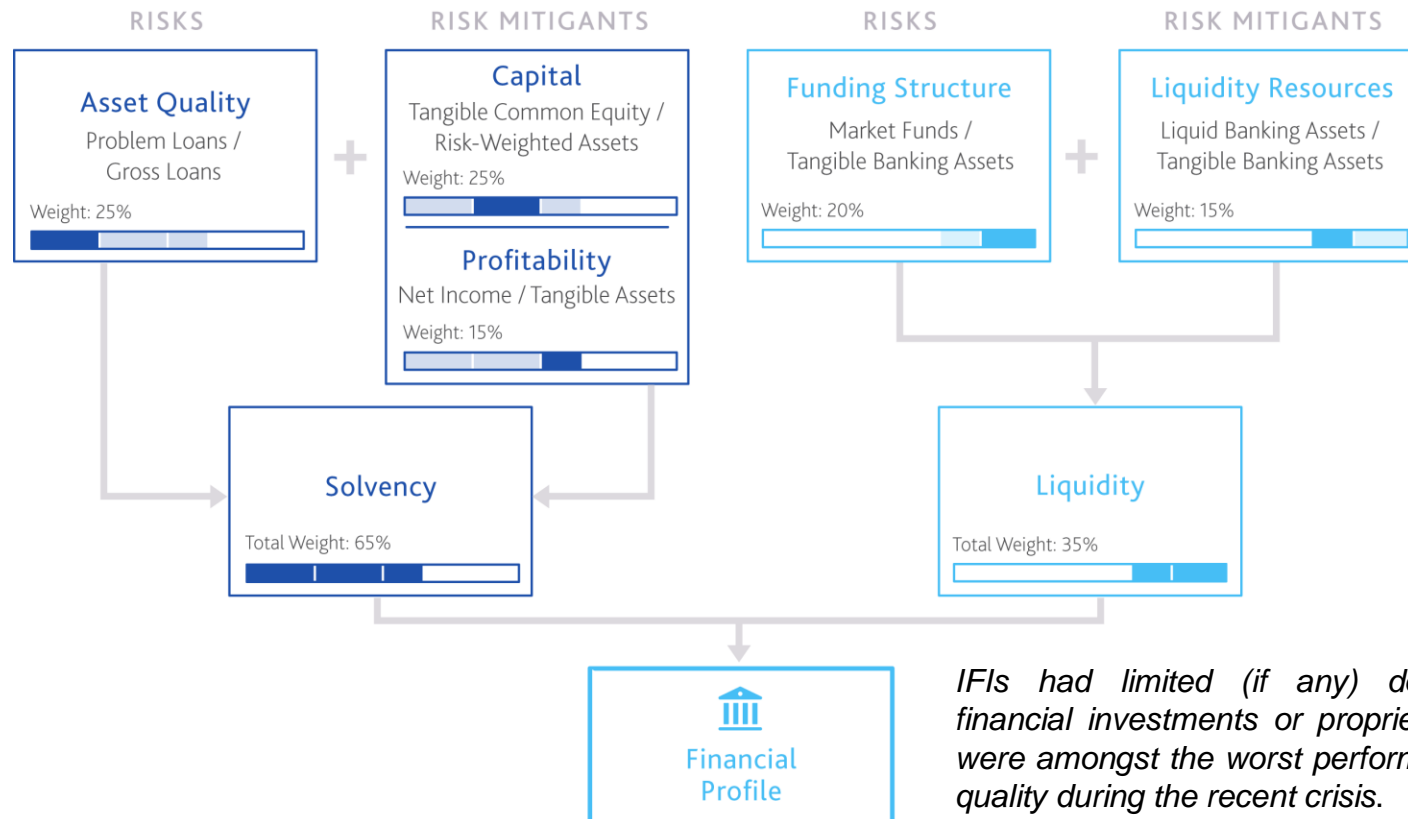 RISKS
RISK MITIGANTS
RISKS
RISK MITIGANTS
Asset Quality
Problem Loans /
Gross Loans
Weight: 25%
Capital
Tangible Common Equity /
Risk-Weighted Assets
Weight: 25%
Profitability
Net Income / Tangible Assets
Weight: 15%
Funding Structure
Market Funds /
Tangible Banking Assets
Weight: 20%
Liquidity Resources
Liquid Banking Assets /
Tangible Banking Assets
Weight: 15%
+
+
Solvency
Total Weight: 65%
Liquidity
Total Weight: 35%
Financial
Profile
IFIs had limited (if any)
financial investments or
were amongst the worst
quality during the recent crisis.